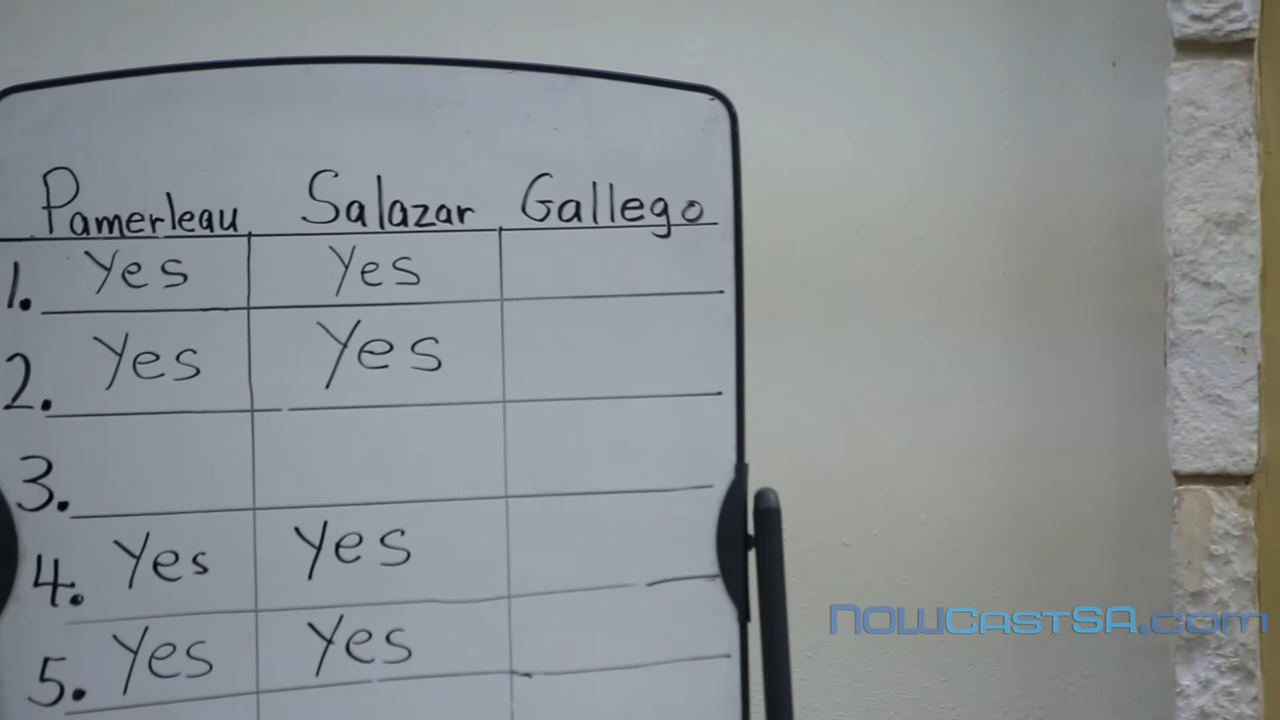 Pamerleau Salazar Gallego
1. Yes Yes
2. Yes Yes
3.
4. Yes Yes
5. Yes Yes
NOWCastSA.com